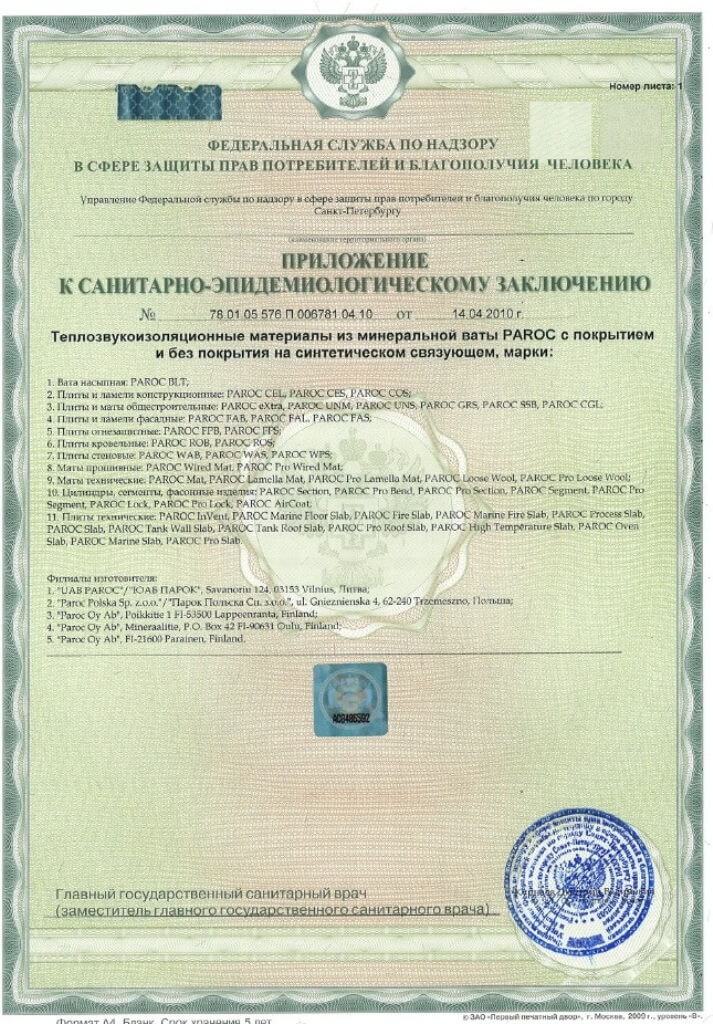 Номер листа: 1
ФЕДЕРАЛЬНАЯ СЛУЖБА ПО НАДЗОРУ
В СФЕРЕ ЗАЩИТЫ ПРАВ ПОТРЕБИТЕЛЕЙ И БЛАГОПОЛУЧИЯ ЧЕЛОВЕКА
Управление Федеральной службы по надзору в сфере защиты прав потребителей и благополучия человека по городу
Санкт-Петербургу
(наименование территориального органа)
ПРИЛОЖЕНИЕ
К САНИТАРНО-ЭПИДЕМИОЛОГИЧЕСКОМУ ЗАКЛЮЧЕНИЮ
№ 78 01 05 576 П 006781 04 10 от 14.04.2010 г.
Теплозвукоизоляционные материалы из минеральной ваты PAROC с покрытием
и без покрытия на синтетическом связующем, марки:
1. Вата насыпная: PAROC BLT;
2. Плиты и ламели конструкционные: PAROC CEL, PAROC CES, PAROC COS;
3. Плиты и маты общестроительные: PAROC eXtra, PAROC UNM, PAROC UNS, PAROC GRS, PAROC SSB, PAROC CGL;
4. Плиты и ламели фасадные: PAROC FAB, PAROC FAL, PAROC FAS;
5. Плиты огнезащитные: PAROC FPB, PAROC FPS;
6. Плиты кровельные: PAROC ROB, PAROC ROS;
7. Плиты стеновые: PAROC WAB, PAROC WAS, PAROC WPS;
8. Маты прошивные: PAROC Wired Mat, PAROC Pro Wired Mat;
9. Маты технические: PAROC Mat, PAROC Lamella Mat, PAROC Pro Lamella Mat, PAROC Loose Wool, PAROC Pro Loose Wool;
10. Цилиндры, сегменты, фасонные изделия: PAROC Section, PAROC Pro Bend, PAROC Pro Section, PAROC Segment, PAROC Pro
Segment, PAROC Lock, PAROC Pro Lock, PAROC AirCoat;
11. Плиты технические: PAROC InVent, PAROC Marine Floor Slab, PAROC Fire Slab, PAROC Marine Fire Slab, PAROC Process Slab,
PAROC Slab, PAROC Tank Wall Slab, PAROC Tank Roof Slab, PAROC Pro Roof Slab, PAROC High Temperature Slab, PAROC Oven
Slab, PAROC Marine Slab, PAROC Pro Slab.
Филиалы изготовителя:
1. "UAB PAROC"/"ЮАБ ПАРОК", Savanoriu 124, 03153 Vilnius, Литва;
2. "Paroc Polska Sp. z.o.o."/"Парок Польска Сп. з.о.о.", ul. Gnieznienska 4, 62-240 Trzemeszno, Польша;
3. "Paroc Oy Ab", Poikkitie 1 FI-53500 Lappeenranta, Finland;
4. "Paroc Oy Ab", Mineraalitie, P.O. Box 42 FI-90631 Oulu, Finland;
5. "Paroc Oy Ab", FI-21600 Parainen, Finland.
Главный государственный санитарный врач
(заместитель главного государственного санитарного врача)
Формат А4. Бланк. Срок хранения 5 лет.
© ЗАО «Первый печатный двор», г. Москва, 2009 г., уровень «В».